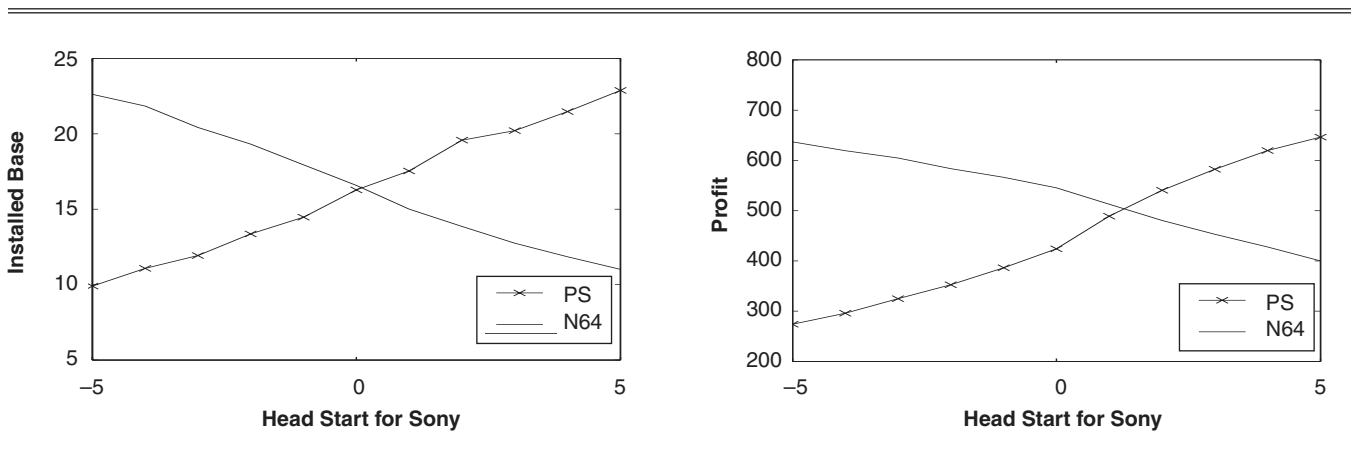 25
20
15
10
5
Installed Base
PS
N64
–5
0
5
Head Start for Sony
800
700
600
500
400
300
200
Profit
PS
N64
–5
0
5
Head Start for Sony